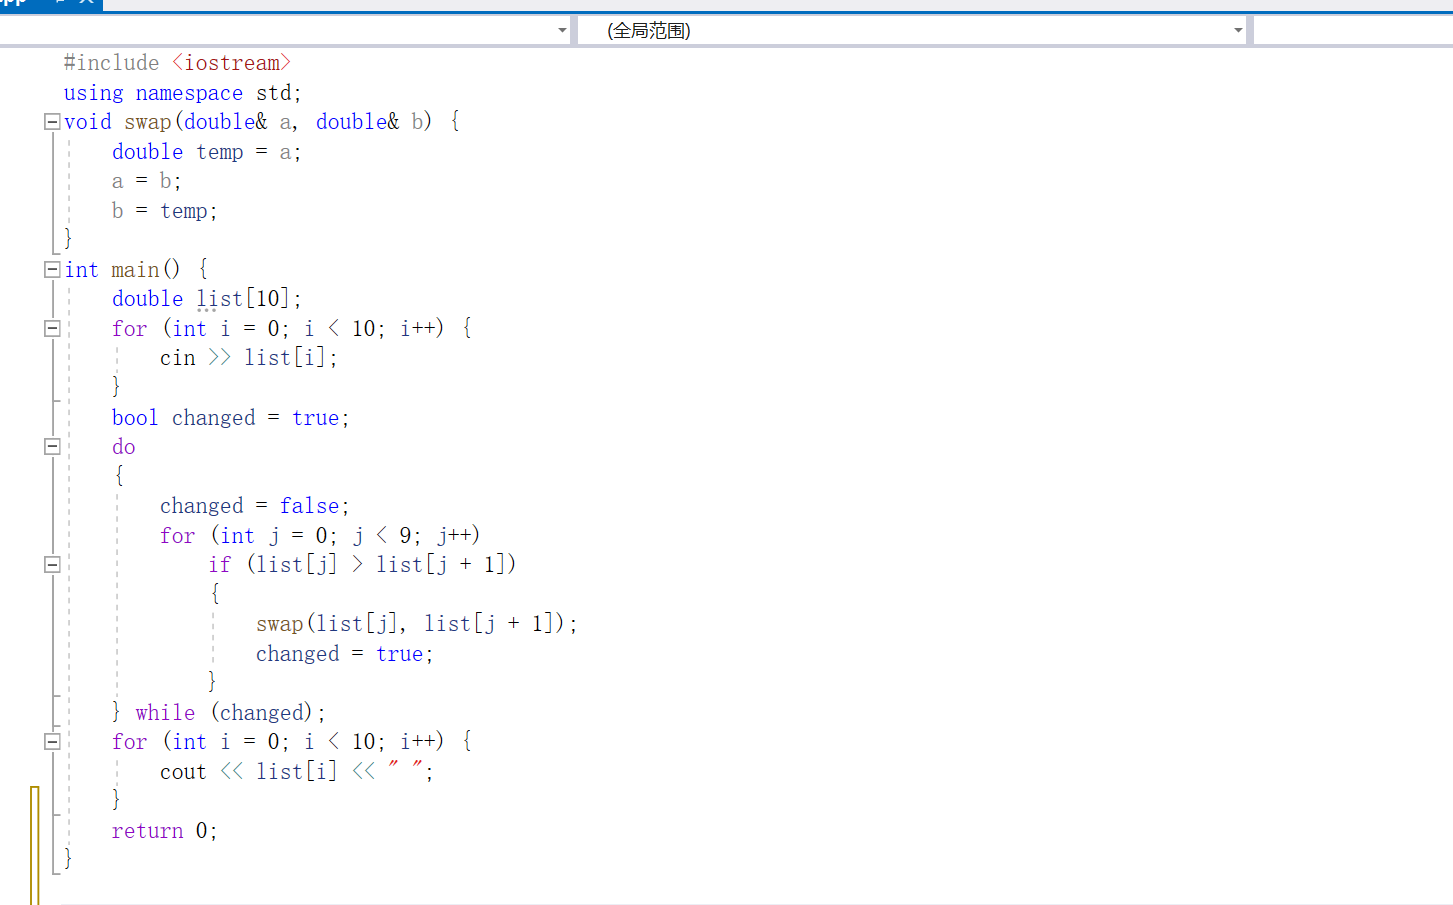 (全局范围)
#include <iostream>
using namespace std;
void swap(double& a, double& b) {
    double temp = a;
    a = b;
    b = temp;
}
int main() {
    double list[10];
    for (int i = 0; i < 10; i++) {
        cin >> list[i];
    }
    bool changed = true;
    do
    {
        changed = false;
        for (int j = 0; j < 9; j++)
            if (list[j] > list[j + 1])
            {
                swap(list[j], list[j + 1]);
                changed = true;
            }
    } while (changed);
    for (int i = 0; i < 10; i++) {
        cout << list[i] << " ";
    }
    return 0;
}